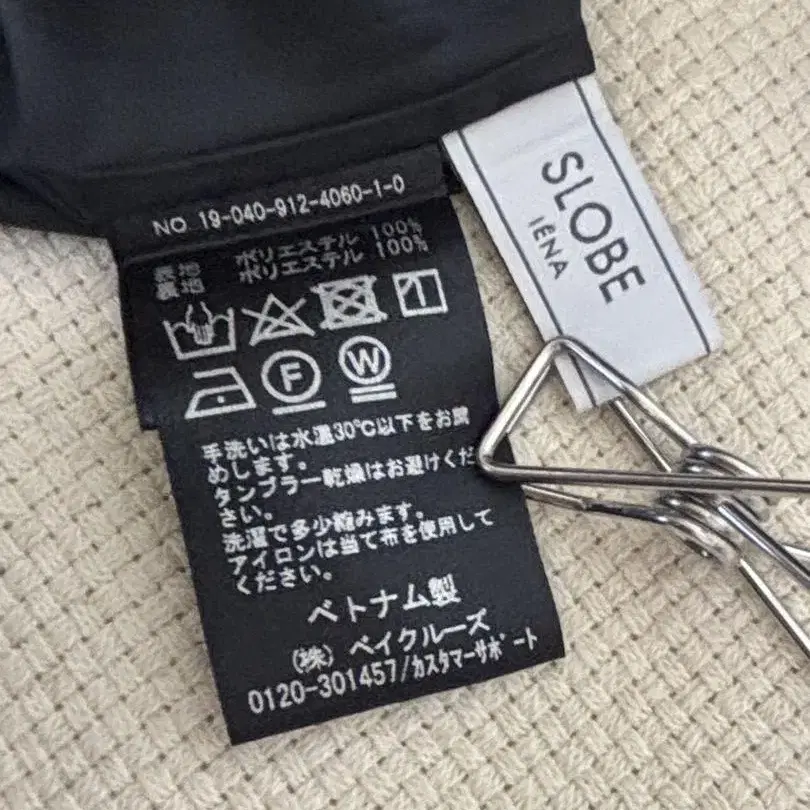 NO 19-040-912-4060-1-0
表地 ポリエステル 100%
裏地 ポリエステル 100%
F
W
手洗いは水温30℃以下をお勧
めします。
タンブラー乾燥はお避けくだ
さい。
洗濯で多少縮みます。
アイロンは当て布を使用して
ください。
ベトナム製
(株) ベイクルーズ
0120-301457/カスタマーサポート
SLOBE
IÉNA